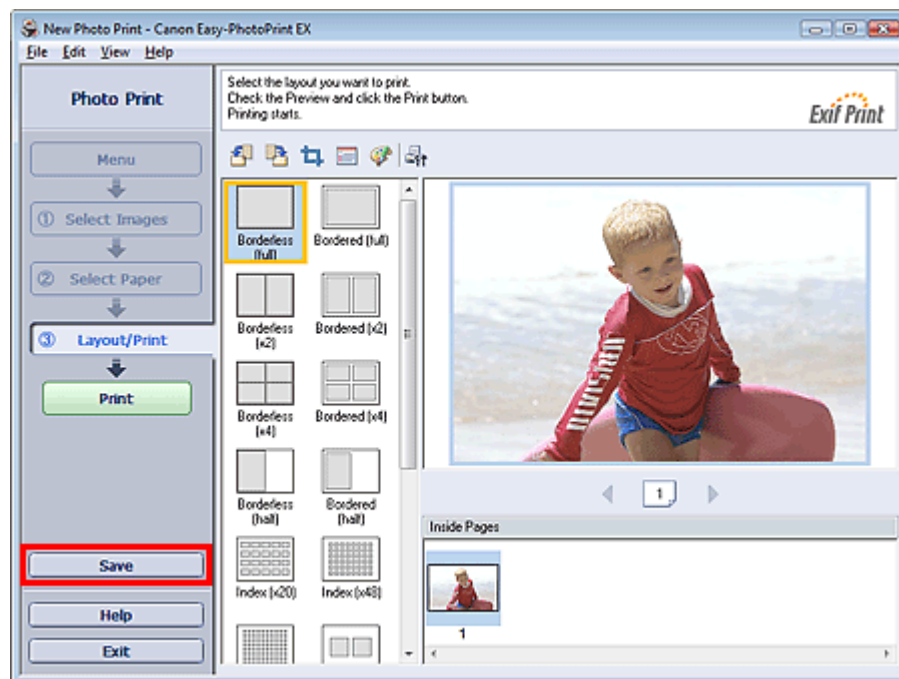 New Photo Print - Canon Easy-PhotoPrint EX
File Edit View Help
Photo Print
Select the layout you want to print.
Check the Preview and click the Print button.
Printing starts.
Exif Print
Menu
① Select Images
② Select Paper
③ Layout/Print
Print
Save
Help
Exit
Borderless
(full)
Bordered (full)
Borderless
(x2)
Bordered (x2)
Borderless
(x4)
Bordered (x4)
Borderless
(half)
Bordered
(half)
Index (x20)
Index (x48)
1
Inside Pages
1